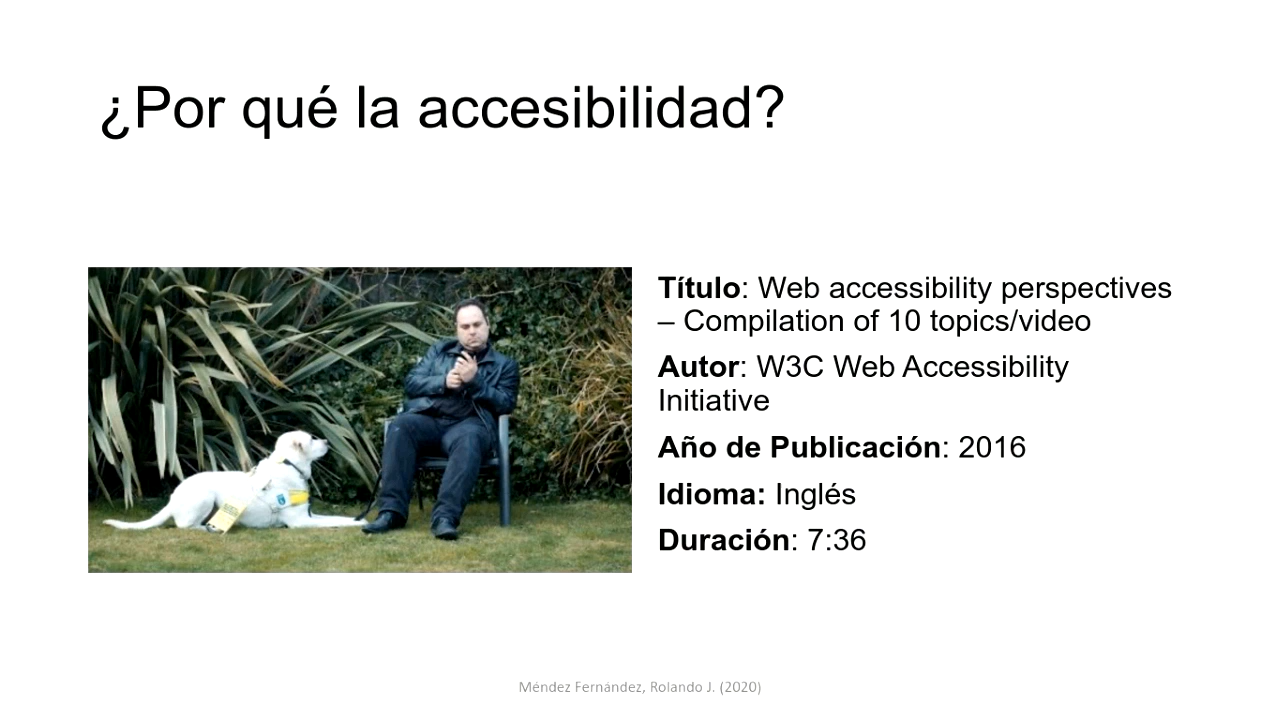 ¿Por qué la accesibilidad?
Título: Web accessibility perspectives
– Compilation of 10 topics/video
Autor: W3C Web Accessibility
Initiative
Año de Publicación: 2016
Idioma: Inglés
Duración: 7:36
Méndez Fernández, Rolando J. (2020)